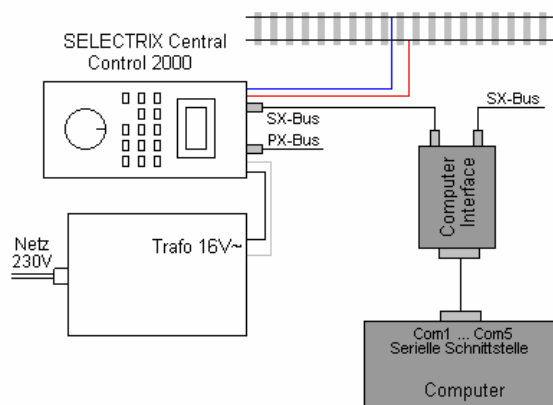 SELECTRIX Central
Control 2000
SX-Bus
PX-Bus
SX-Bus
Computer
Interface
Netz
230V
Trafo 16V~
Com1 ... Com5
Serielle Schnittstelle
Computer